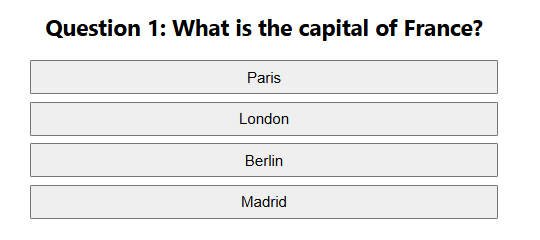 Question 1: What is the capital of France?
Paris
London
Berlin
Madrid